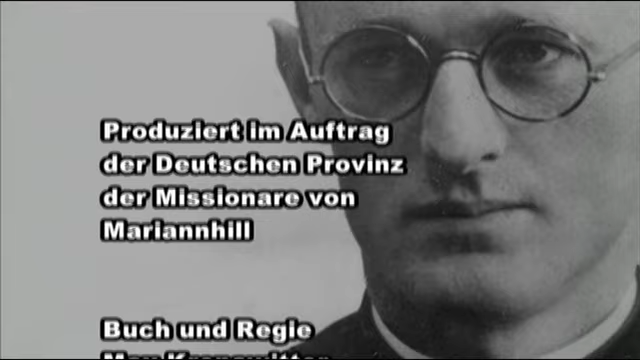 Produziert im Auftrag
der Deutschen Provinz
der Missionare von
Mariannhill
Buch und Regie